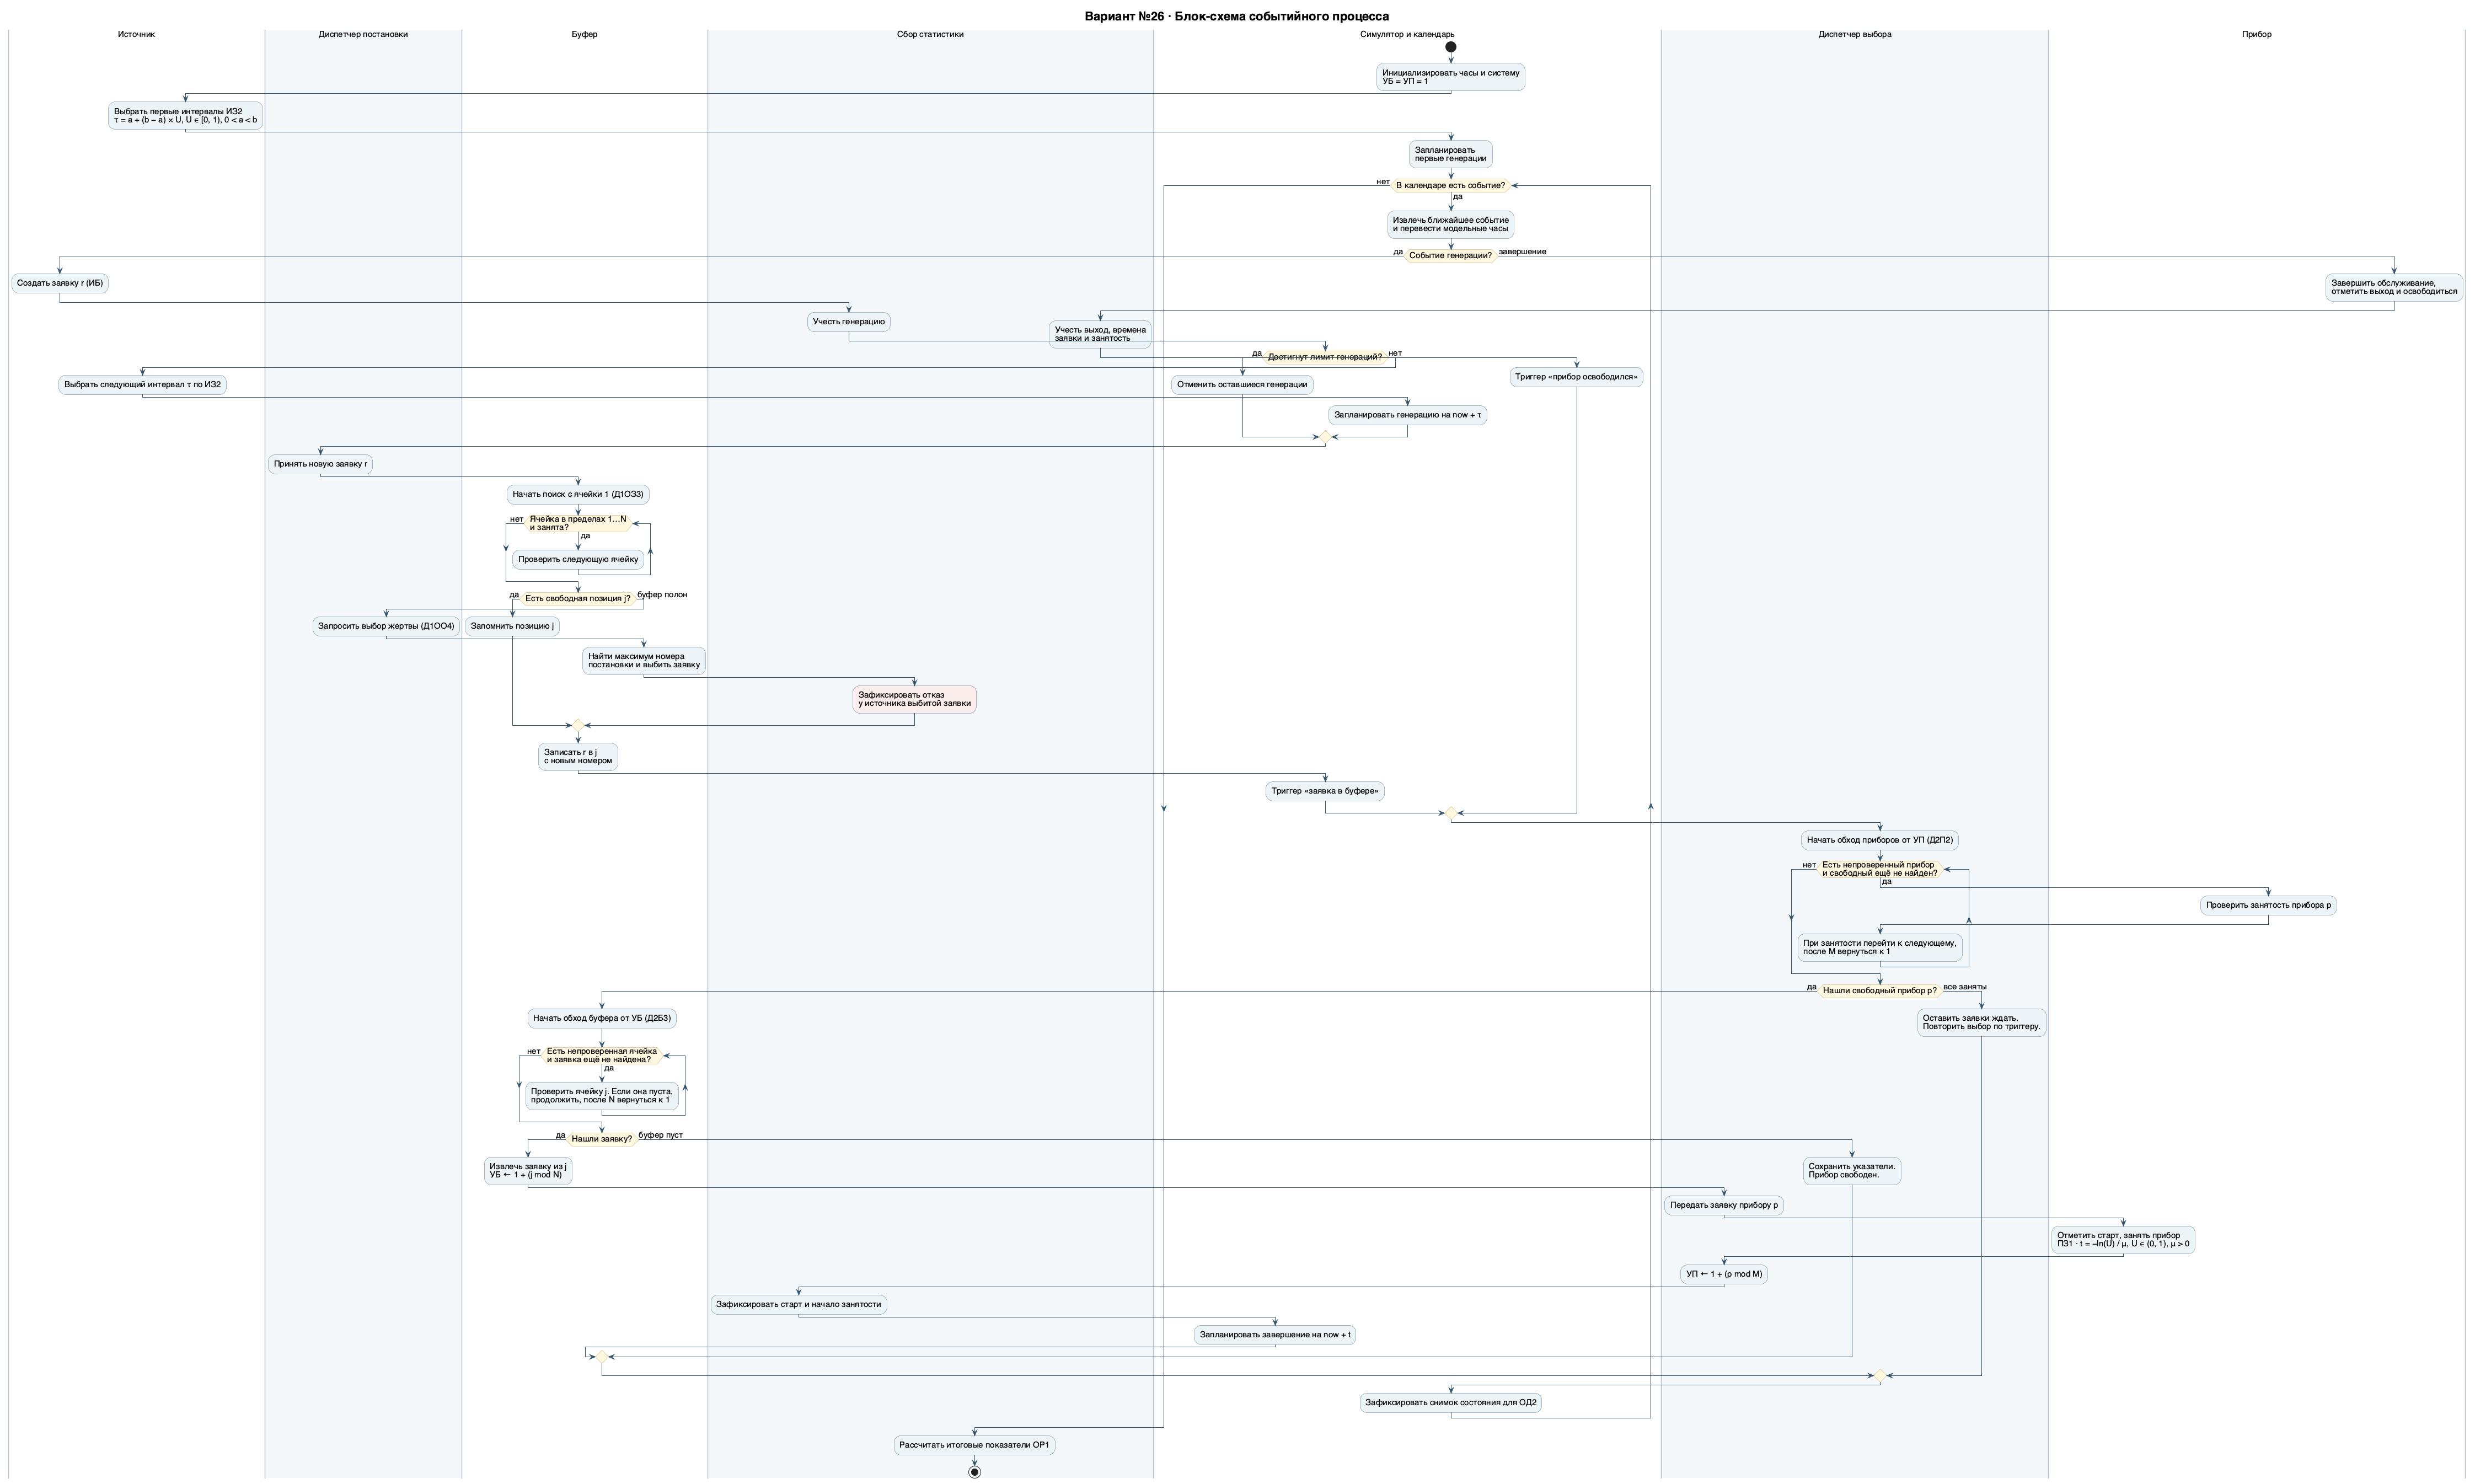 Вариант №26 · Блок-схема событийного процесса
Источник
Диспетчер постановки
Буфер
Сбор статистики
Симулятор и календарь
Диспетчер выбора
Прибор
Инициализировать часы и систему
УБ = УП = 1
Выбрать первые интервалы ИЗ2
τ = a + (b − a) × U, U ∈ [0, 1), 0 < a < b
Запланировать
первые генерации
нет
В календаре есть событие?
да
Извлечь ближайшее событие
и перевести модельные часы
да
Событие генерации?
завершение
Создать заявку r (ИБ)
Завершить обслуживание,
отметить выход и освободиться
Учесть генерацию
Учесть выход, времена
заявки и занятость
да
Достигнут лимит генераций?
нет
Выбрать следующий интервал τ по ИЗ2
Отменить оставшиеся генерации
Триггер «прибор освободился»
Запланировать генерацию на now + τ
Принять новую заявку r
Начать поиск с ячейки 1 (Д1ОЗ3)
нет
Ячейка в пределах 1…N
и занята?
да
Проверить следующую ячейку
да
Есть свободная позиция j?
буфер полон
Запросить выбор жертвы (Д1ОО4)
Запомнить позицию j
Найти максимум номера
постановки и выбить заявку
Зафиксировать отказ
у источника выбитой заявки
Записать r в j
с новым номером
Триггер «заявка в буфере»
Начать обход приборов от УП (Д2П2)
нет
Есть непроверенный прибор
и свободный ещё не найден?
да
Проверить занятость прибора p
При занятости перейти к следующему,
после M вернуться к 1
да
Нашли свободный прибор p?
все заняты
Начать обход буфера от УБ (Д2Б3)
Оставить заявки ждать.
Повторить выбор по триггеру.
нет
Есть непроверенная ячейка
и заявка ещё не найдена?
да
Проверить ячейку j. Если она пуста,
продолжить, после N вернуться к 1
да
Нашли заявку?
буфер пуст
Извлечь заявку из j
УБ ← 1 + (j mod N)
Сохранить указатели.
Прибор свободен.
Передать заявку прибору p
Отметить старт, занять прибор
ПЗ1 · t = −ln(U) / μ, U ∈ (0, 1), μ > 0
УП ← 1 + (p mod M)
Зафиксировать старт и начало занятости
Запланировать завершение на now + t
Зафиксировать снимок состояния для ОД2
Рассчитать итоговые показатели ОР1